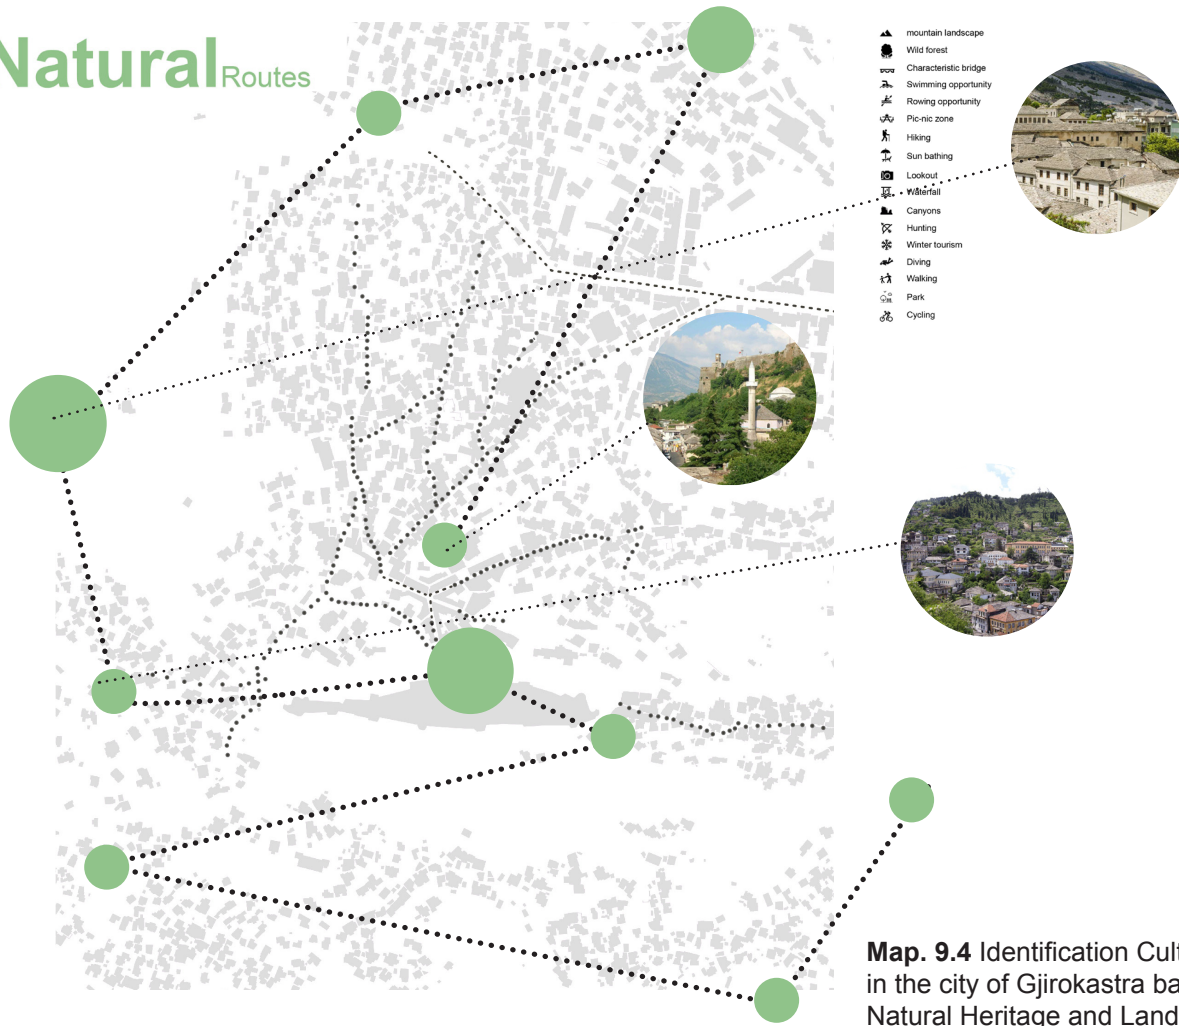 Natural Routes
mountain landscape
Wild forest
Characteristic bridge
Swimming opportunity
Rowing opportunity
Pic-nic zone
Hiking
Sun bathing
Lookout
Waterfall
Canyons
Hunting
Winter tourism
Diving
Walking
Park
Cycling
Map. 9.4 Identification Cult
in the city of Gjirokastra ba
Natural Heritage and Land